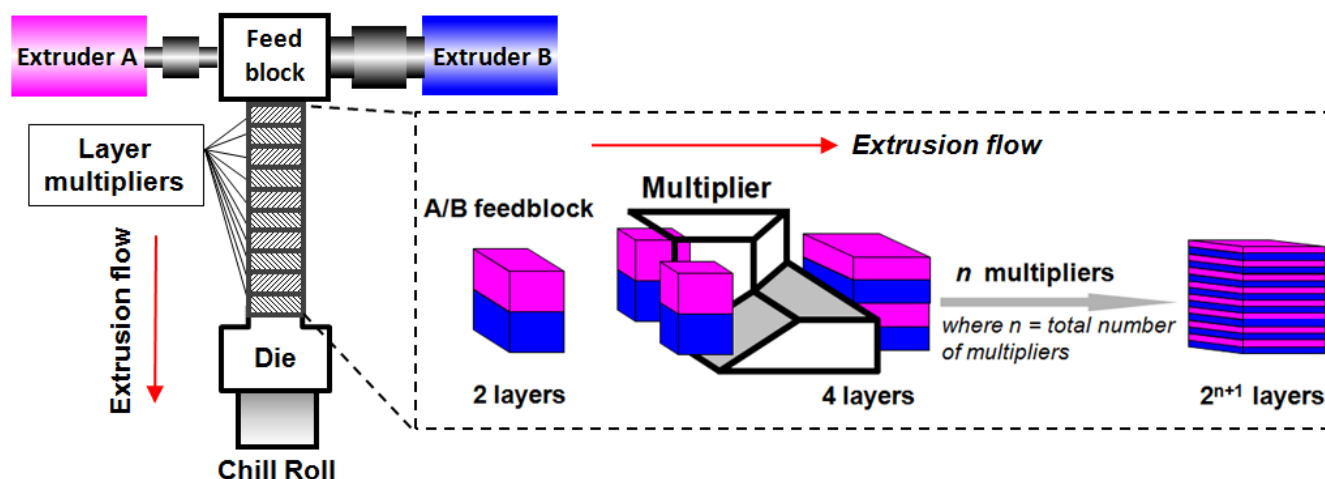 Extruder A
Feed
block
Extruder B
Layer
multipliers
Extrusion flow
Die
Chill Roll
Extrusion flow
Multiplier
A/B feedblock
n multipliers
where n = total number
of multipliers
2 layers
4 layers
2ⁿ⁺¹ layers